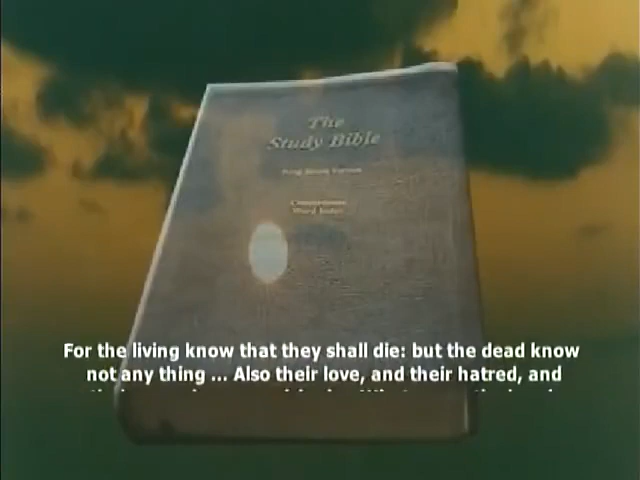 The
Study Bible
King James Version
For the living know that they shall die: but the dead know
not any thing ... Also their love, and their hatred, and